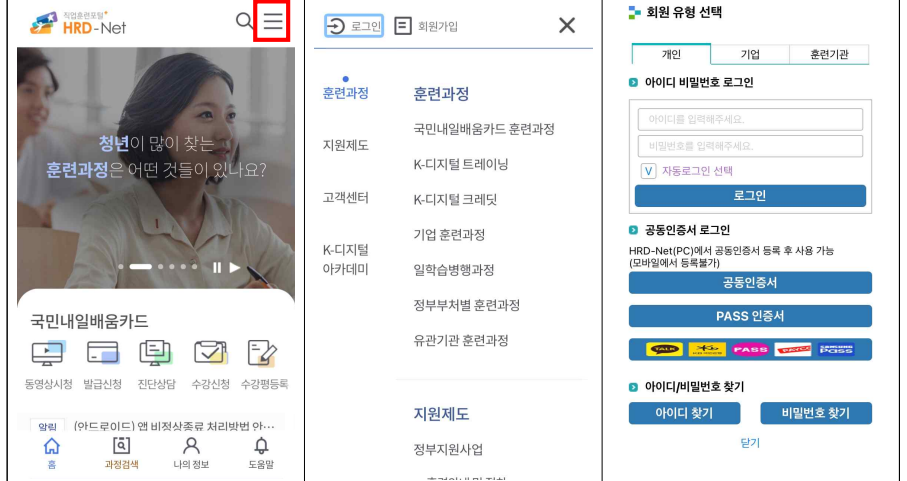 직업훈련포털
HRD-Net
청년이 많이 찾는
훈련과정은 어떤 것들이 있나요?
국민내일배움카드
동영상시청 발급신청 진단상담 수강신청 수강평등록
알림 (안드로이드) 앱 비정상종료 처리방법 안…
홈 과정검색 나의 정보 도움말
로그인 회원가입
훈련과정
지원제도
고객센터
K-디지털
아카데미
훈련과정
국민내일배움카드 훈련과정
K-디지털 트레이닝
K-디지털 크레딧
기업 훈련과정
일학습병행과정
정부부처별 훈련과정
유관기관 훈련과정
지원제도
정부지원사업
회원 유형 선택
개인 기업 훈련기관
아이디 비밀번호 로그인
아이디를 입력해주세요.
비밀번호를 입력해주세요.
V 자동로그인 선택
로그인
공동인증서 로그인
HRD-Net(PC)에서 공동인증서 등록 후 사용 가능
(모바일에서 등록불가)
공동인증서
PASS 인증서
TALK PASS PAYCO SAMSUNG Pass
아이디/비밀번호 찾기
아이디 찾기 비밀번호 찾기
닫기